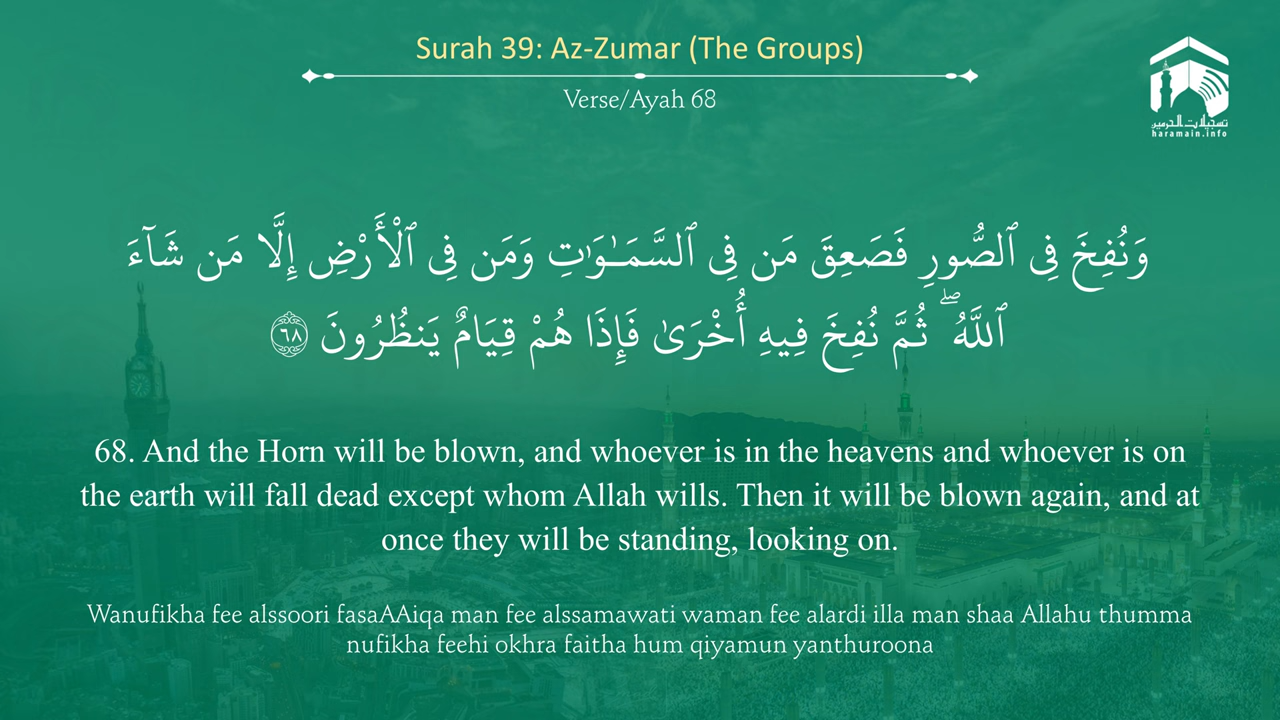 Surah 39: Az-Zumar (The Groups)
Verse/Ayah 68
تسجيلات الحرمين
haramain.info
وَنُفِخَ فِى ٱلصُّورِ فَصَعِقَ مَن فِى ٱلسَّمَـٰوَٰتِ وَمَن فِى ٱلْأَرْضِ إِلَّا مَن شَآءَ
ٱللَّهُ ۖ ثُمَّ نُفِخَ فِيهِ أُخْرَىٰ فَإِذَا هُمْ قِيَامٌ يَنظُرُونَ ٦٨
68. And the Horn will be blown, and whoever is in the heavens and whoever is on
the earth will fall dead except whom Allah wills. Then it will be blown again, and at
once they will be standing, looking on.
Wanufikha fee alssoori fasaAAiqa man fee alssamawati waman fee alardi illa man shaa Allahu thumma
nufikha feehi okhra faitha hum qiyamun yanthuroona